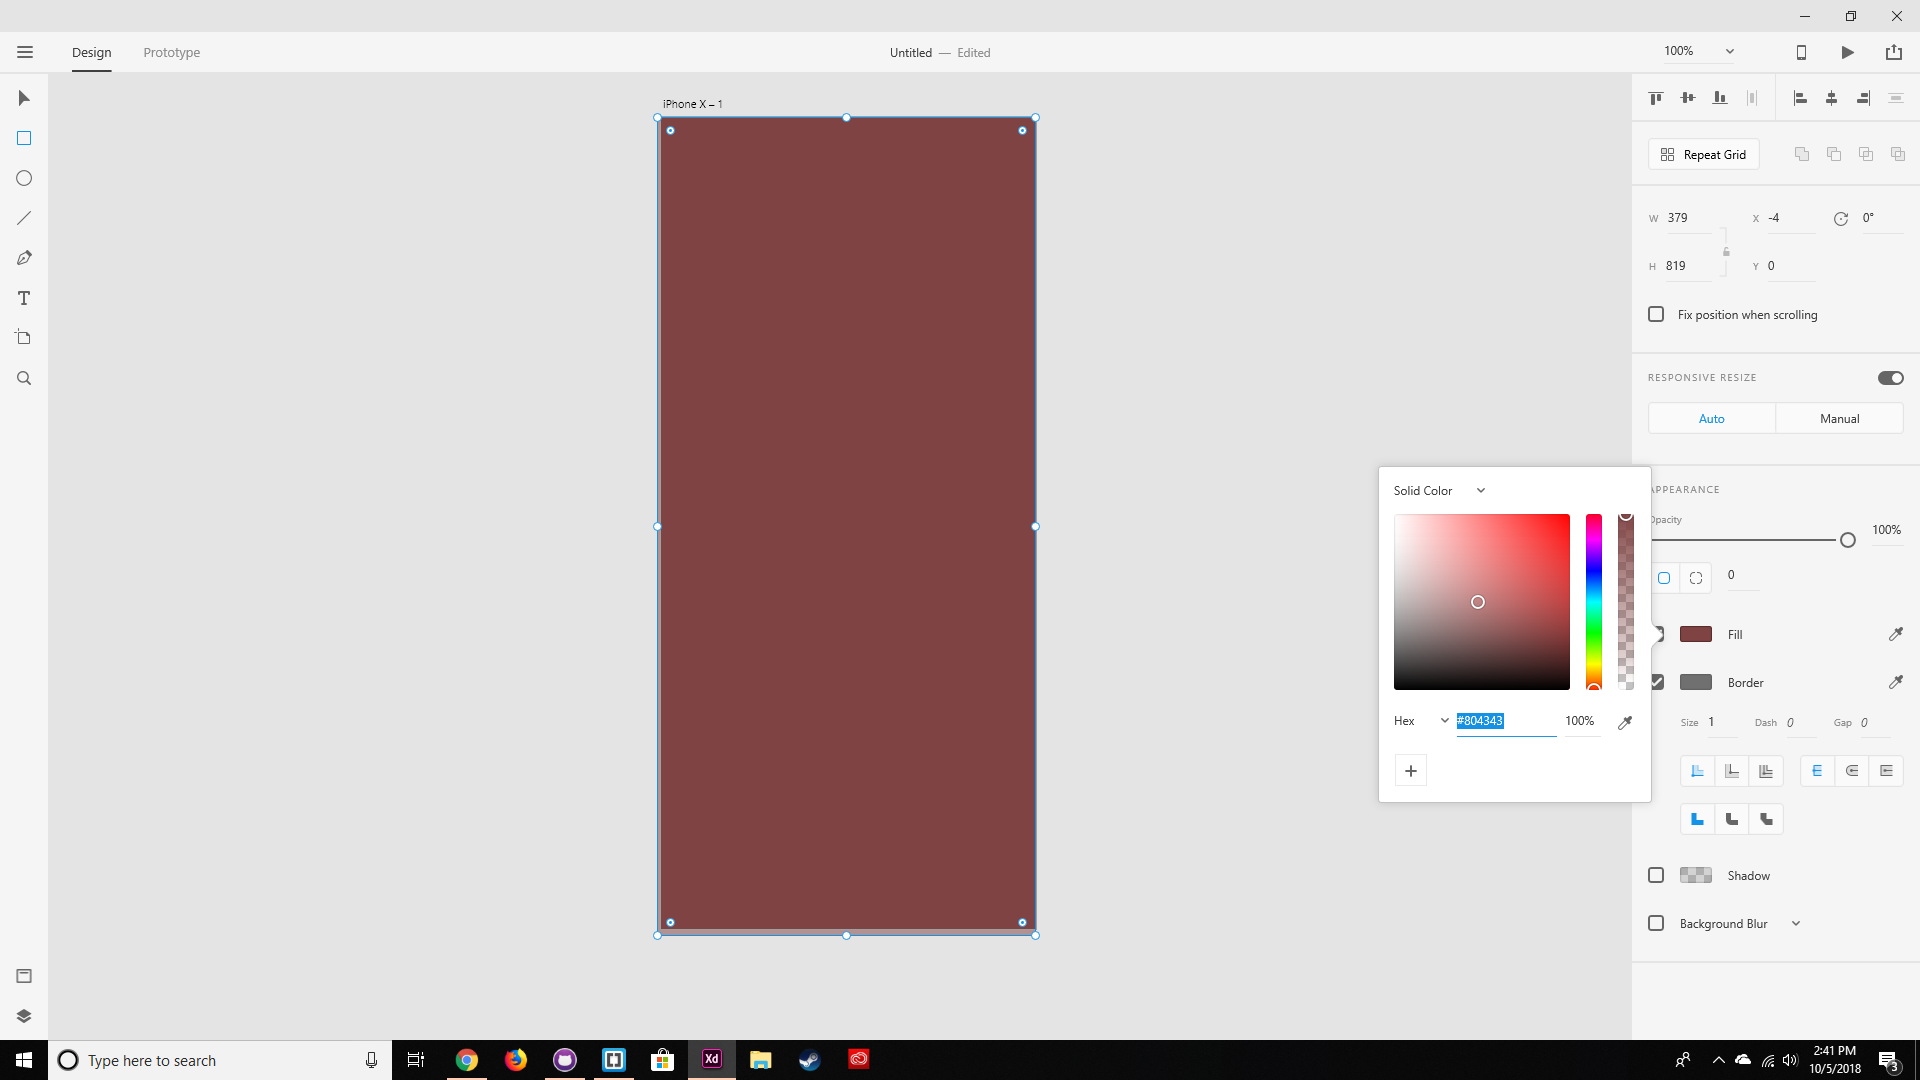 Design
Prototype
Untitled — Edited
100%
iPhone X – 1
Repeat Grid
W 379
X -4
0°
H 819
Y 0
Fix position when scrolling
RESPONSIVE RESIZE
Auto
Manual
Solid Color
APPEARANCE
Opacity
100%
0
Fill
Border
Hex
#804343
100%
Size 1
Dash 0
Gap 0
Shadow
Background Blur
Type here to search
Xd
2:41 PM
10/5/2018
3